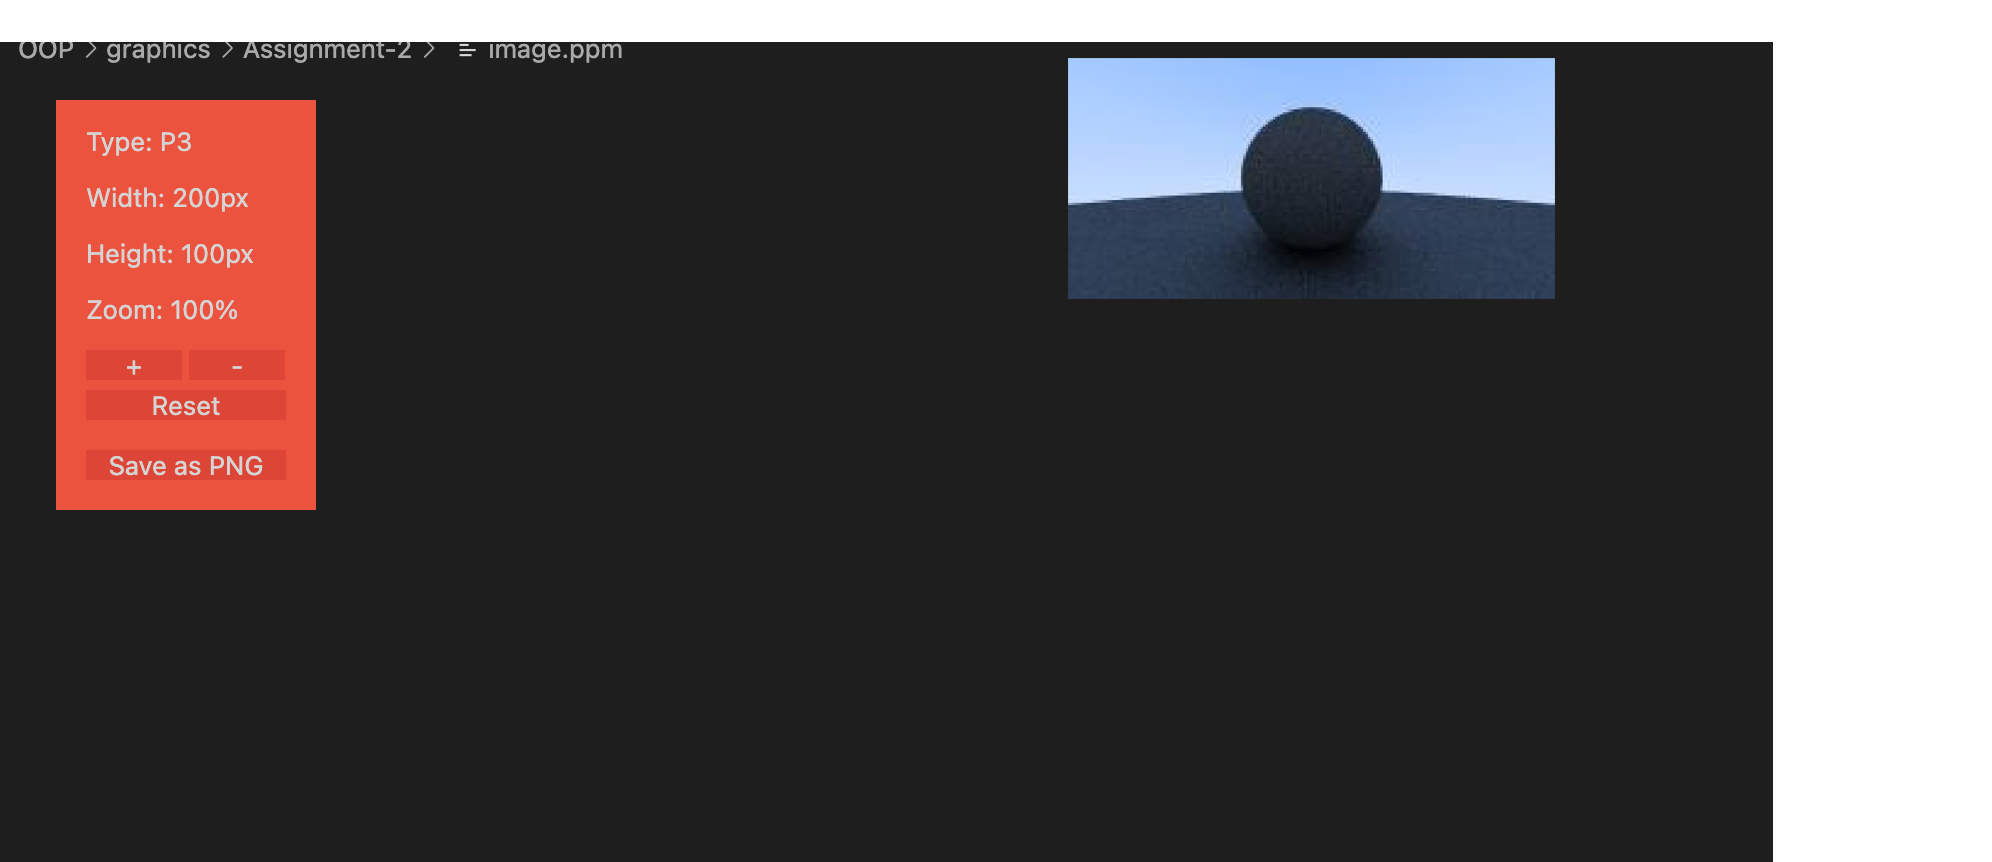 OOP > graphics > Assignment-2 > image.ppm
Type: P3
Width: 200px
Height: 100px
Zoom: 100%
+ -
Reset
Save as PNG